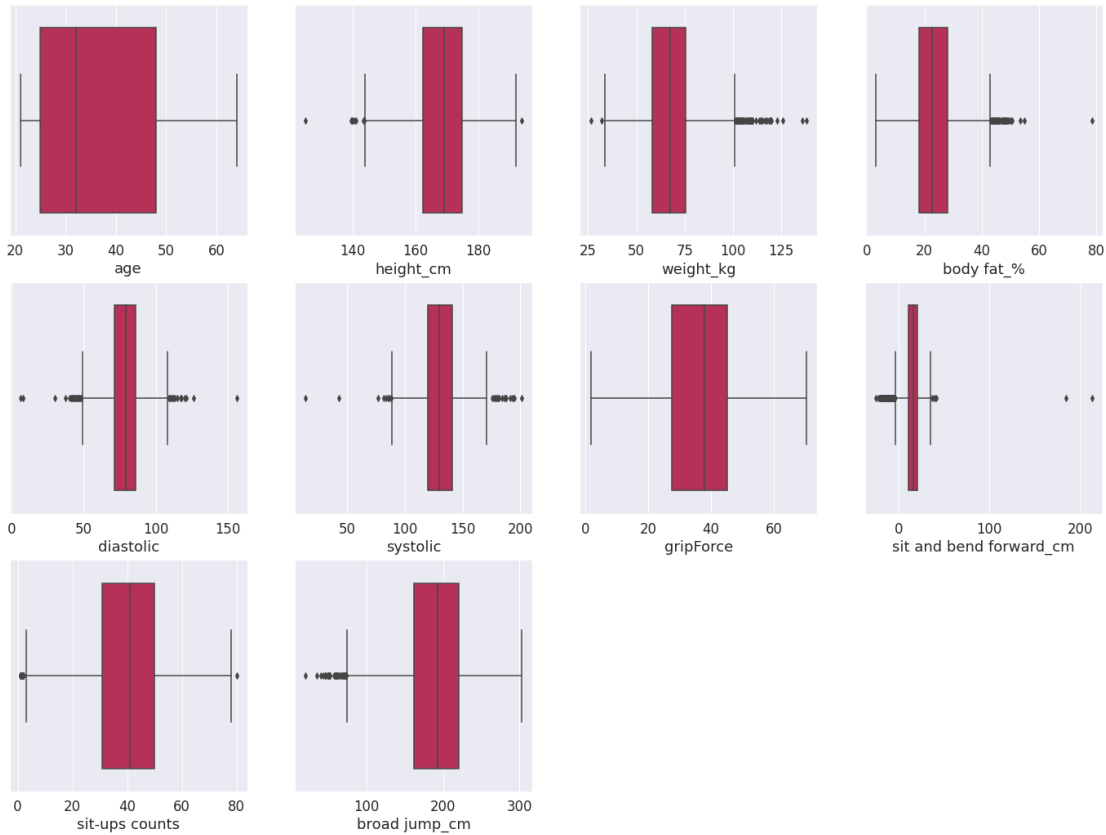 20 30 40 50 60
age
140 160 180
height_cm
25 50 75 100 125
weight_kg
0 20 40 60 80
body fat_%
0 50 100 150
diastolic
50 100 150 200
systolic
0 20 40 60
gripForce
0 100 200
sit and bend forward_cm
0 20 40 60 80
sit-ups counts
100 200 300
broad jump_cm